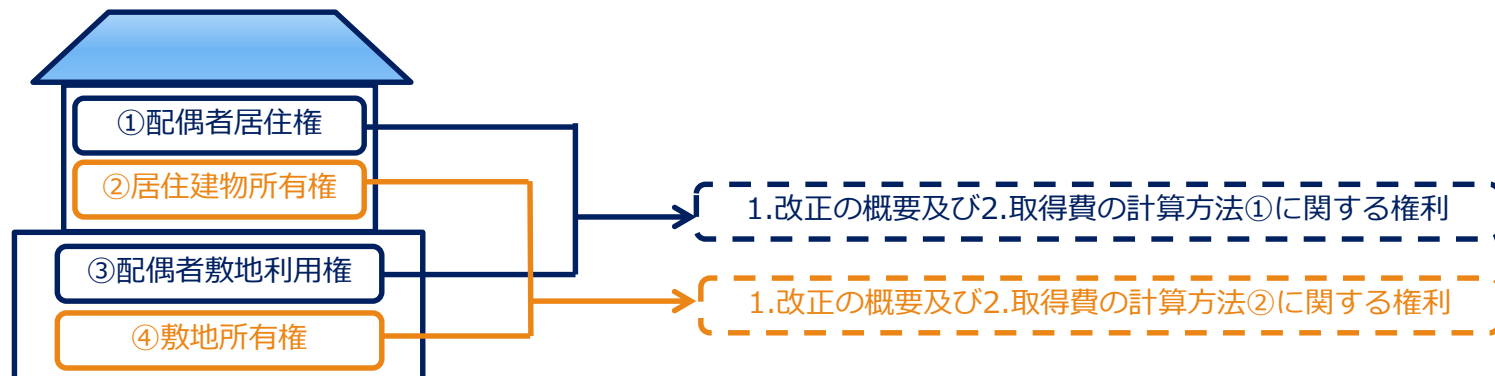 ①配偶者居住権
②居住建物所有権
③配偶者敷地利用権
④敷地所有権
1.改正の概要及び2.取得費の計算方法①に関する権利
1.改正の概要及び2.取得費の計算方法②に関する権利